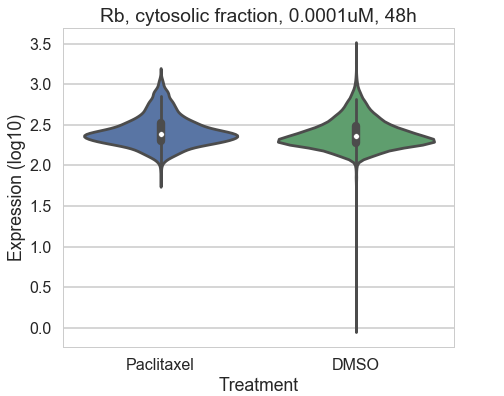 Rb, cytosolic fraction, 0.0001uM, 48h
Expression (log10)
3.5
3.0
2.5
2.0
1.5
1.0
0.5
0.0
Paclitaxel DMSO
Treatment